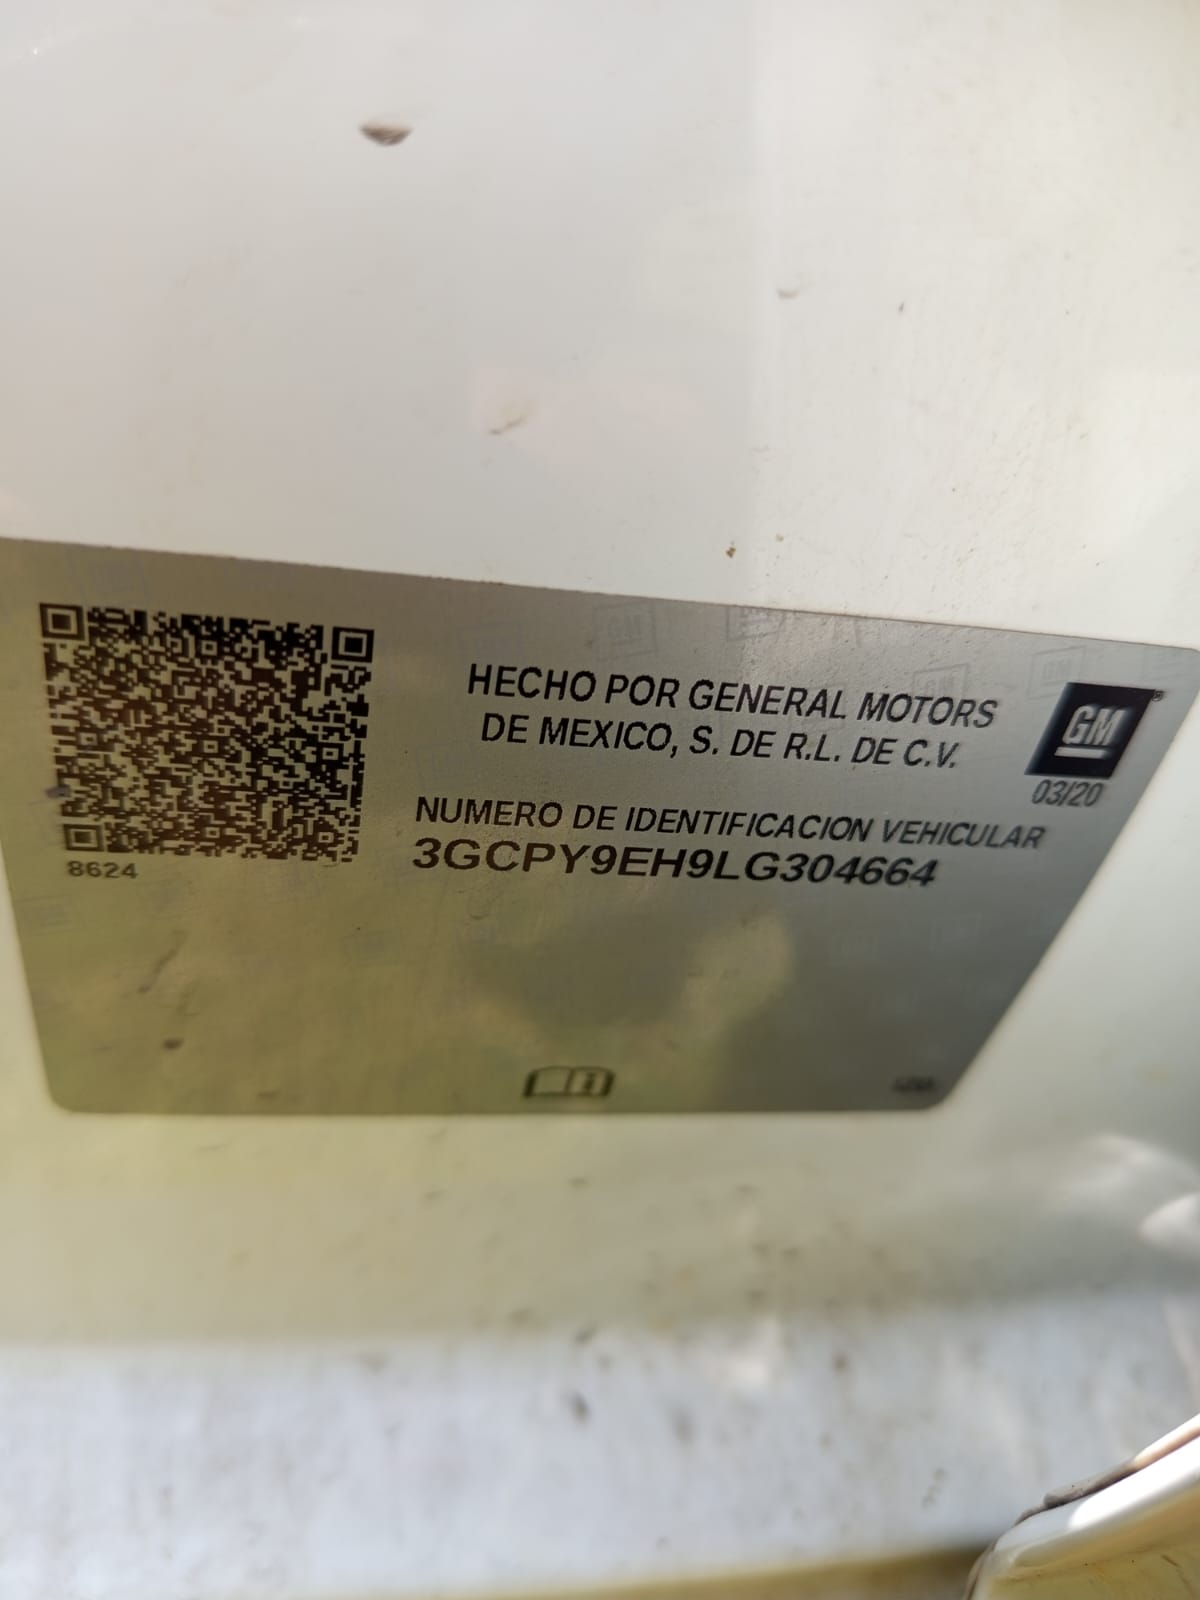 HECHO POR GENERAL MOTORS
DE MEXICO, S. DE R.L. DE C.V.
GM
03/20
NUMERO DE IDENTIFICACION VEHICULAR
3GCPY9EH9LG304664
8624